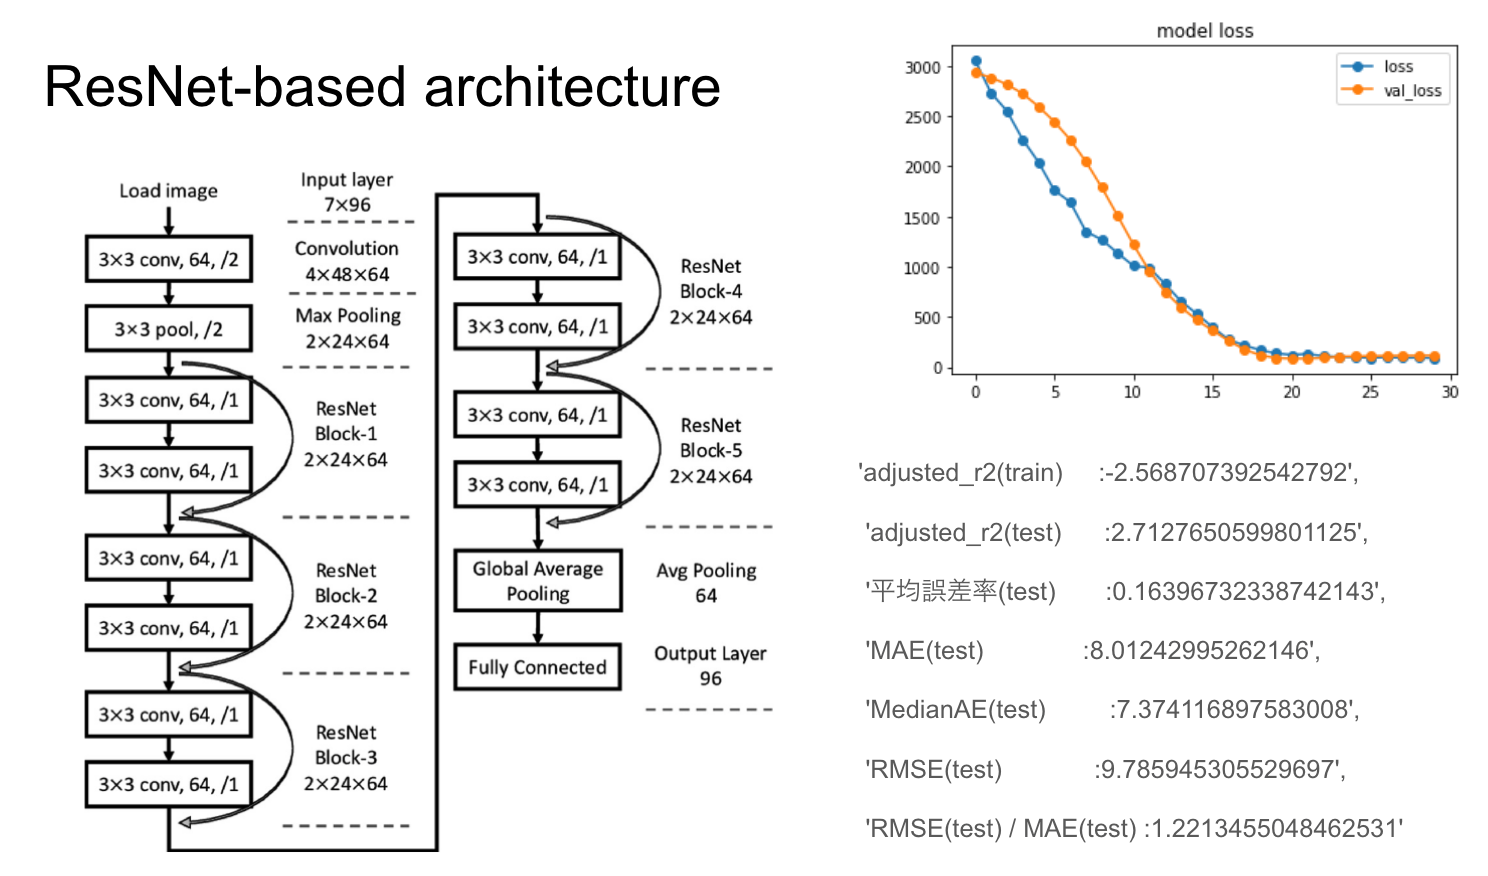 ResNet-based architecture
Load image
3×3 conv, 64, /2
3×3 pool, /2
3×3 conv, 64, /1
3×3 conv, 64, /1
3×3 conv, 64, /1
3×3 conv, 64, /1
3×3 conv, 64, /1
3×3 conv, 64, /1
Input layer
7×96
Convolution
4×48×64
Max Pooling
2×24×64
ResNet
Block-1
2×24×64
ResNet
Block-2
2×24×64
ResNet
Block-3
2×24×64
3×3 conv, 64, /1
3×3 conv, 64, /1
3×3 conv, 64, /1
3×3 conv, 64, /1
Global Average
Pooling
Fully Connected
ResNet
Block-4
2×24×64
ResNet
Block-5
2×24×64
Avg Pooling
64
Output Layer
96
model loss
loss
val_loss
3000
2500
2000
1500
1000
500
0
0 5 10 15 20 25 30
'adjusted_r2(train) :-2.568707392542792',
'adjusted_r2(test) :2.7127650599801125',
'平均誤差率(test) :0.16396732338742143',
'MAE(test) :8.01242995262146',
'MedianAE(test) :7.374116897583008',
'RMSE(test) :9.785945305529697',
'RMSE(test) / MAE(test) :1.2213455048462531'